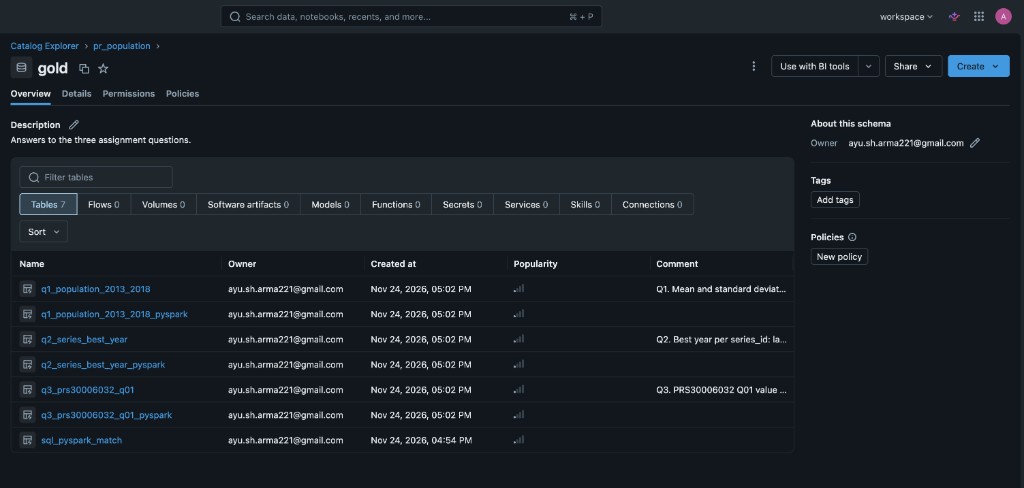 Search data, notebooks, recents, and more... ⌘ + P
workspace
A
Catalog Explorer › pr_population ›
gold
Use with BI tools
Share
Create
Overview Details Permissions Policies
Description
Answers to the three assignment questions.
Filter tables
Tables 7 Flows 0 Volumes 0 Software artifacts 0 Models 0 Functions 0 Secrets 0 Services 0 Skills 0 Connections 0
Sort
Name Owner Created at Popularity Comment
q1_population_2013_2018 ayu.sh.arma221@gmail.com Nov 24, 2026, 05:02 PM Q1. Mean and standard deviat...
q1_population_2013_2018_pyspark ayu.sh.arma221@gmail.com Nov 24, 2026, 05:02 PM
q2_series_best_year ayu.sh.arma221@gmail.com Nov 24, 2026, 05:02 PM Q2. Best year per series_id: la...
q2_series_best_year_pyspark ayu.sh.arma221@gmail.com Nov 24, 2026, 05:02 PM
q3_prs30006032_q01 ayu.sh.arma221@gmail.com Nov 24, 2026, 05:02 PM Q3. PRS30006032 Q01 value ...
q3_prs30006032_q01_pyspark ayu.sh.arma221@gmail.com Nov 24, 2026, 05:02 PM
sql_pyspark_match ayu.sh.arma221@gmail.com Nov 24, 2026, 04:54 PM
About this schema
Owner ayu.sh.arma221@gmail.com
Tags
Add tags
Policies
New policy